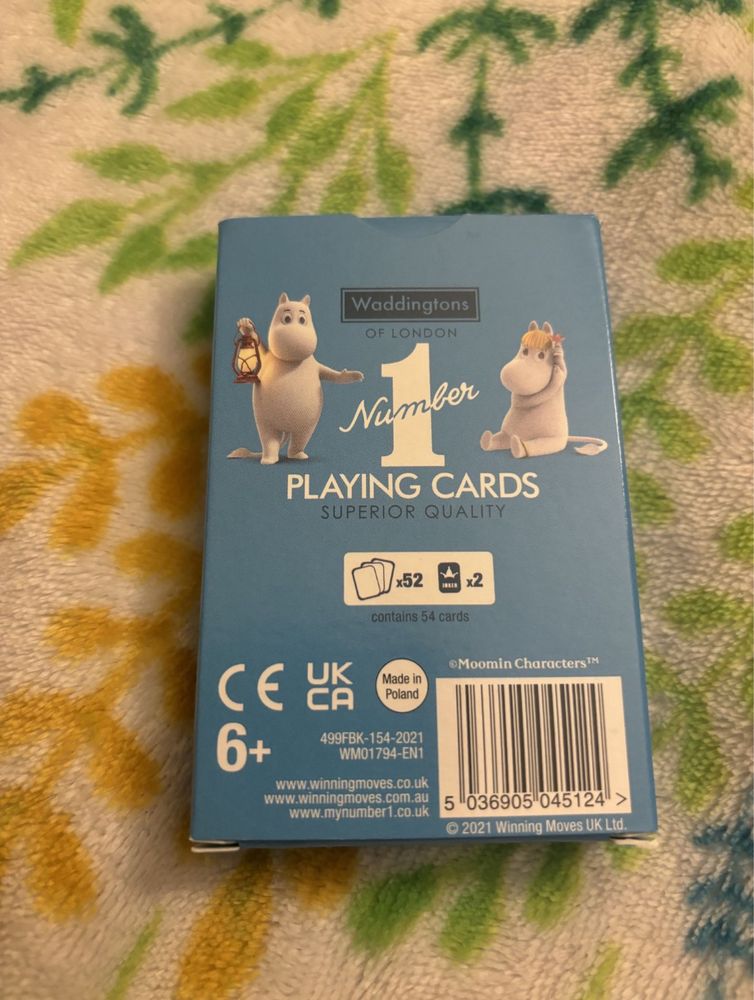 Waddingtons
OF LONDON
Number 1
PLAYING CARDS
SUPERIOR QUALITY
x52 JOKER x2
contains 54 cards
©Moomin Characters™
CE UK CA
Made in
Poland
6+
499FBK-154-2021
WM01794-EN1
www.winningmoves.co.uk
www.winningmoves.com.au
www.mynumber1.co.uk
5 036905 045124 >
© 2021 Winning Moves UK Ltd.